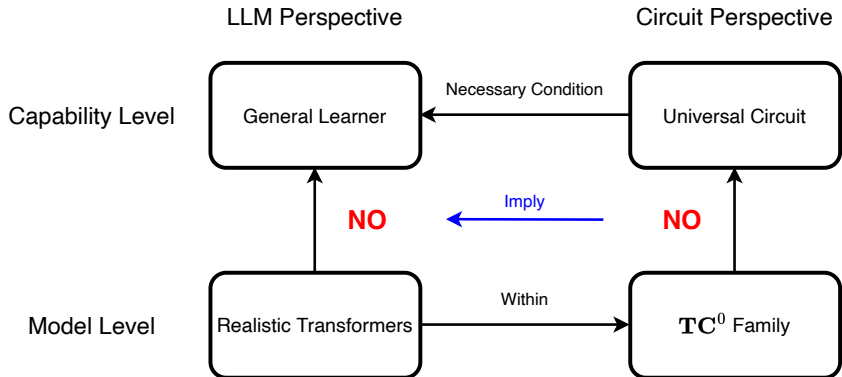 LLM Perspective
Circuit Perspective
Capability Level
General Learner
Necessary Condition
Universal Circuit
NO
Imply
NO
Model Level
Realistic Transformers
Within
TC⁰ Family